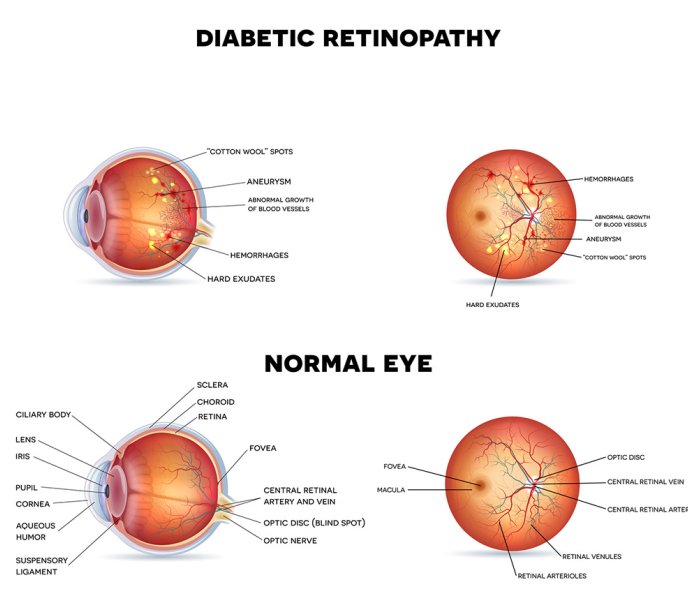 DIABETIC RETINOPATHY
"COTTON WOOL" SPOTS
ANEURYSM
ABNORMAL GROWTH
OF BLOOD VESSELS
HEMORRHAGES
HARD EXUDATES
HEMORRHAGES
ABNORMAL GROWTH
OF BLOOD VESSELS
ANEURYSM
"COTTON WOOL" SPOTS
HARD EXUDATES
NORMAL EYE
SCLERA
CHOROID
RETINA
CILIARY BODY
LENS
IRIS
PUPIL
CORNEA
AQUEOUS
HUMOR
SUSPENSORY
LIGAMENT
FOVEA
CENTRAL RETINAL
ARTERY AND VEIN
OPTIC DISC (BLIND SPOT)
OPTIC NERVE
FOVEA
MACULA
OPTIC DISC
CENTRAL RETINAL VEIN
CENTRAL RETINAL ARTER
RETINAL VENULES
RETINAL ARTERIOLES